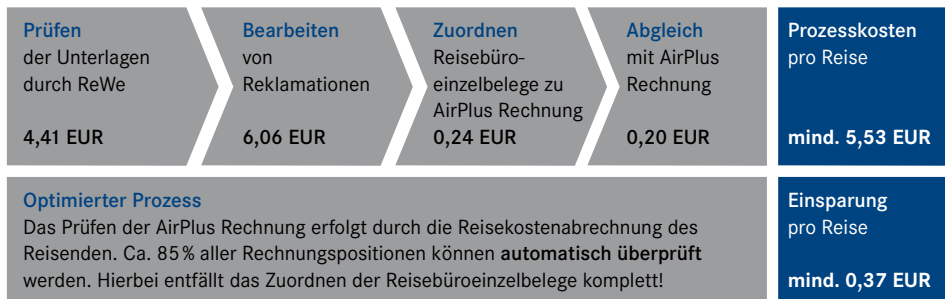 Prüfen
der Unterlagen
durch ReWe
4,41 EUR
Bearbeiten
von
Reklamationen
6,06 EUR
Zuordnen
Reisebüro-
einzelbelege zu
AirPlus Rechnung
0,24 EUR
Abgleich
mit AirPlus
Rechnung
0,20 EUR
Prozesskosten
pro Reise
mind. 5,53 EUR
Optimierter Prozess
Das Prüfen der AirPlus Rechnung erfolgt durch die Reisekostenabrechnung des
Reisenden. Ca. 85 % aller Rechnungspositionen können automatisch überprüft
werden. Hierbei entfällt das Zuordnen der Reisebüroeinzelbelege komplett!
Einsparung
pro Reise
mind. 0,37 EUR